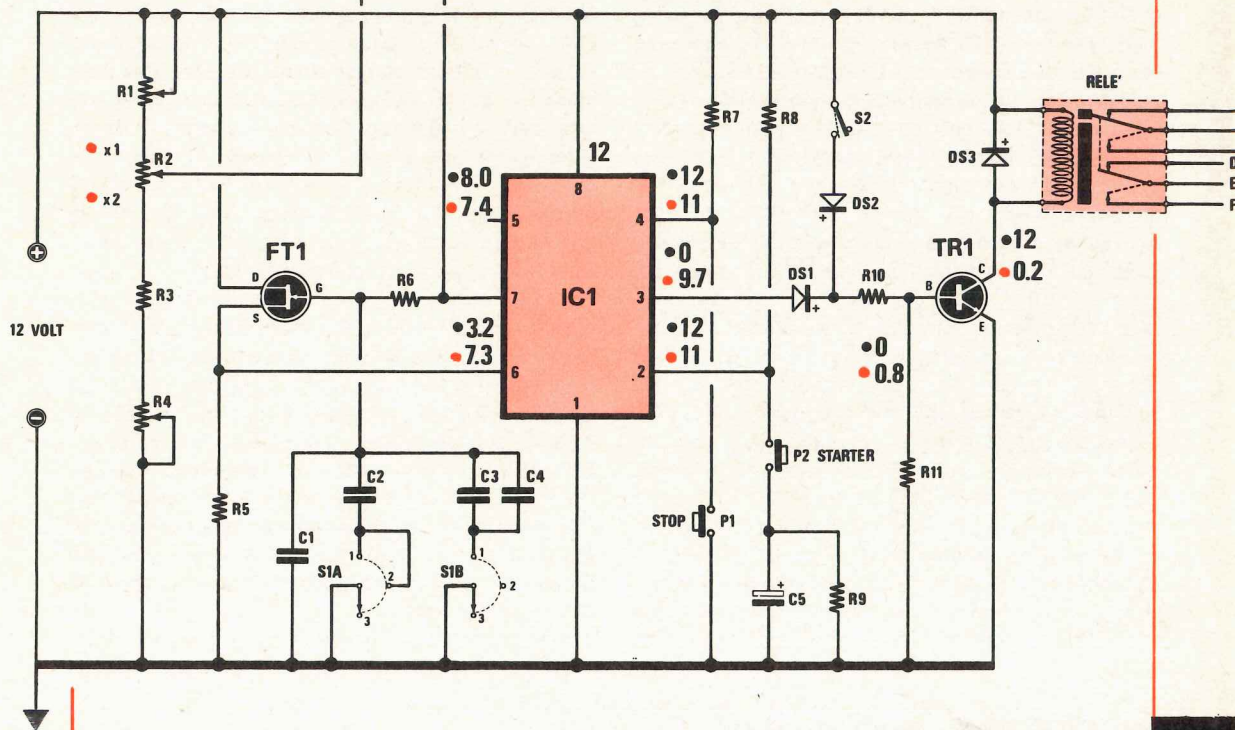 RELE'
R1
R7
R8
S2
DS3
x1
R2
x2
12
8.0
7.4
12
11
8
5
4
D
E
F
DS2
FT1
0
9.7
TR1
12
0.2
D
G
S
R6
R3
7
IC1
3
DS1
R10
B
C
E
12 VOLT
3.2
7.3
12
11
0
0.8
6
2
1
R4
P2 STARTER
R11
C2
C3
C4
R5
STOP
P1
C1
S1A
1
2
3
S1B
1
2
3
+
C5
R9